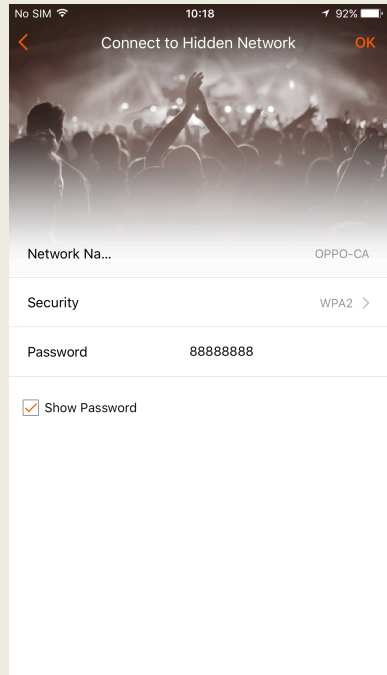 No SIM 10:18 92%
Connect to Hidden Network OK
Network Na... OPPO-CA
Security WPA2
Password 88888888
Show Password